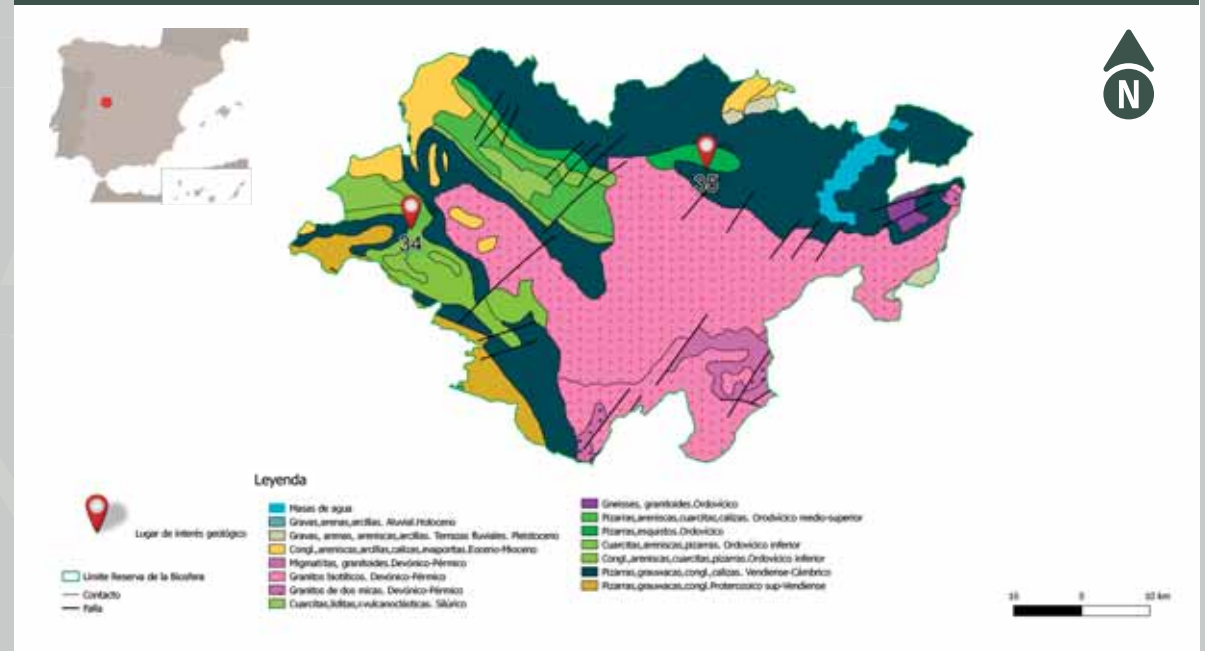 N
35
34
Leyenda
Lugar de interés geológico
Límite Reserva de la Biosfera
Contacto
Falla
Masas de agua
Gravas,arenas,arcillas. Aluvial.Holoceno
Gravas, arenas, areniscas,arcillas. Terrazas fluviales. Pleistoceno
Congl.,areniscas,arcillas,calizas,evaporitas.Eoceno-Mioceno
Migmatitas, granitoides.Devónico-Pérmico
Granitos biotíticos. Devónico-Pérmico
Granitos de dos micas. Devónico-Pérmico
Cuarcitas,liditas,r.vulcanoclásticas. Silúrico
Gneisses, granitoides.Ordovícico
Pizarras,areniscas,cuarcitas,calizas. Orodvícico medio-superior
Pizarras,esquistos.Ordovícico
Cuarcitas,areniscas,pizarras. Ordovícico inferior
Congl.,areniscas,cuarcitas,pizarras.Ordovícico inferior
Pizarras,grauvacas,congl.,calizas. Vendiense-Cámbrico
Pizarras,grauvacas,congl.Proterozoico sup-Vendiense
10 0 10 km